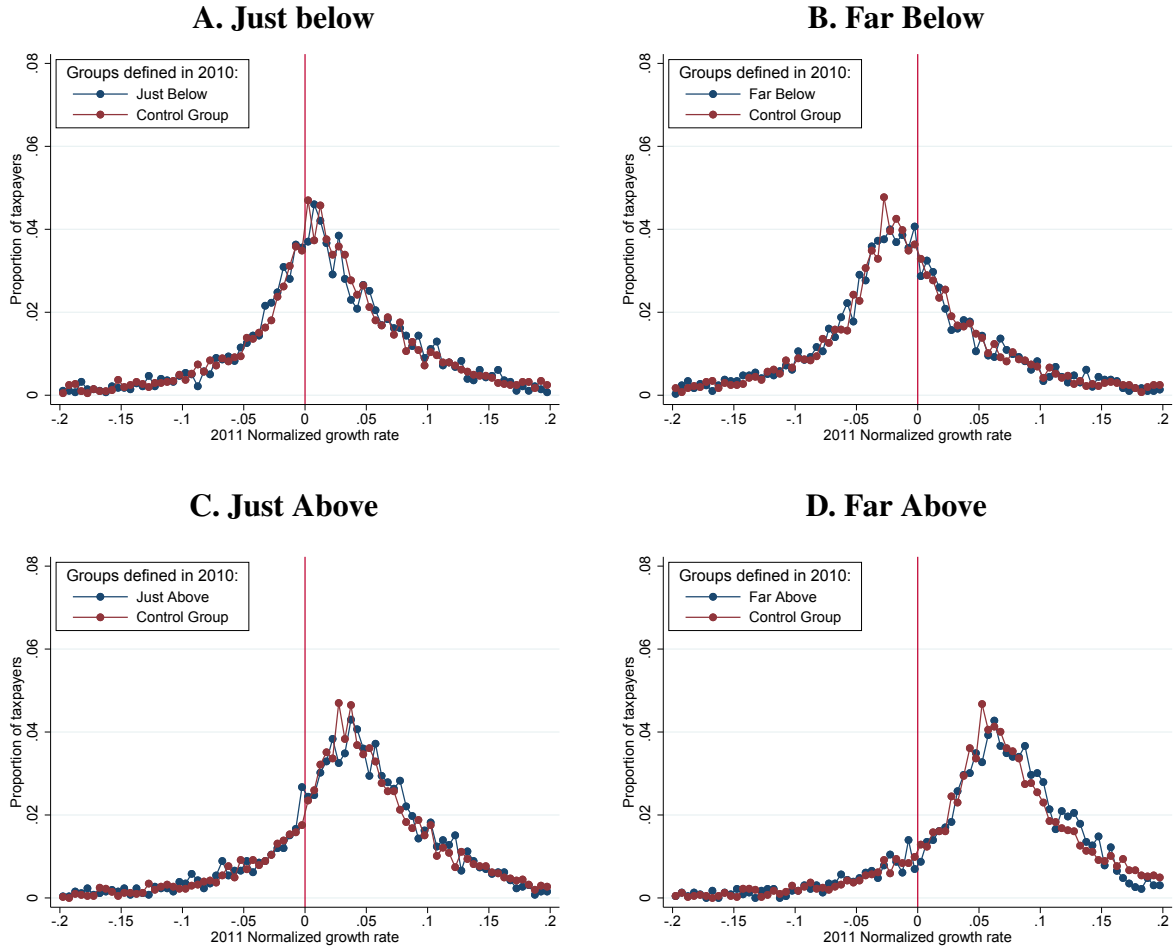 A. Just below
Proportion of taxpayers
0 .02 .04 .06 .08
Groups defined in 2010:
Just Below
Control Group
-.2 -.15 -.1 -.05 0 .05 .1 .15 .2
2011 Normalized growth rate
B. Far Below
Proportion of taxpayers
0 .02 .04 .06 .08
Groups defined in 2010:
Far Below
Control Group
-.2 -.15 -.1 -.05 0 .05 .1 .15 .2
2011 Normalized growth rate
C. Just Above
Proportion of taxpayers
0 .02 .04 .06 .08
Groups defined in 2010:
Just Above
Control Group
-.2 -.15 -.1 -.05 0 .05 .1 .15 .2
2011 Normalized growth rate
D. Far Above
Proportion of taxpayers
0 .02 .04 .06 .08
Groups defined in 2010:
Far Above
Control Group
-.2 -.15 -.1 -.05 0 .05 .1 .15 .2
2011 Normalized growth rate